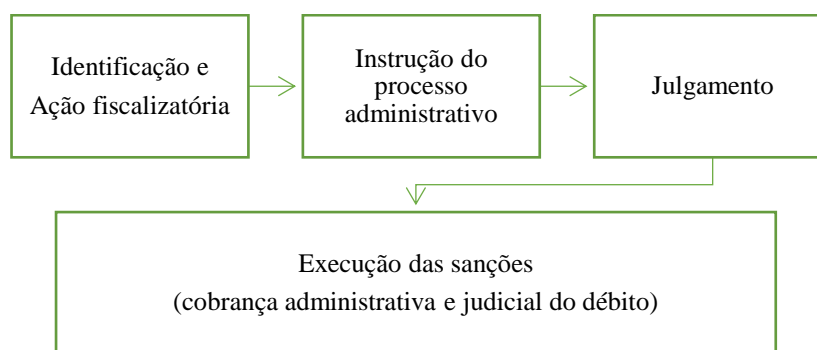 Identificação e
Ação fiscalizatória
Instrução do
processo
administrativo
Julgamento
Execução das sanções
(cobrança administrativa e judicial do débito)